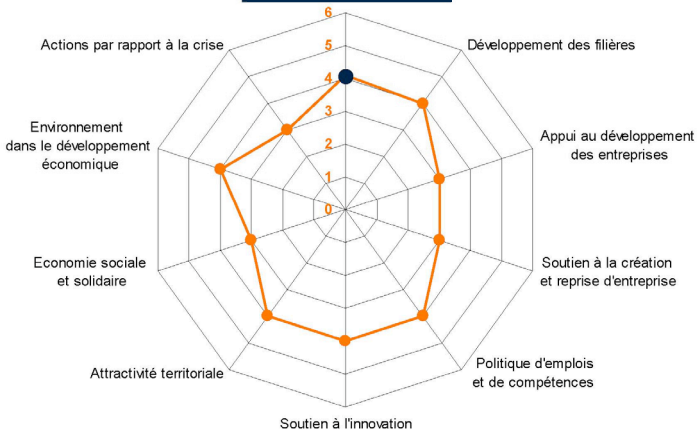 6
Actions par rapport à la crise
5
Développement des filières
4
Environnement
dans le développement
économique
3
Appui au développement
des entreprises
2
1
0
Economie sociale
et solidaire
Soutien à la création
et reprise d'entreprise
Attractivité territoriale
Politique d'emplois
et de compétences
Soutien à l'innovation